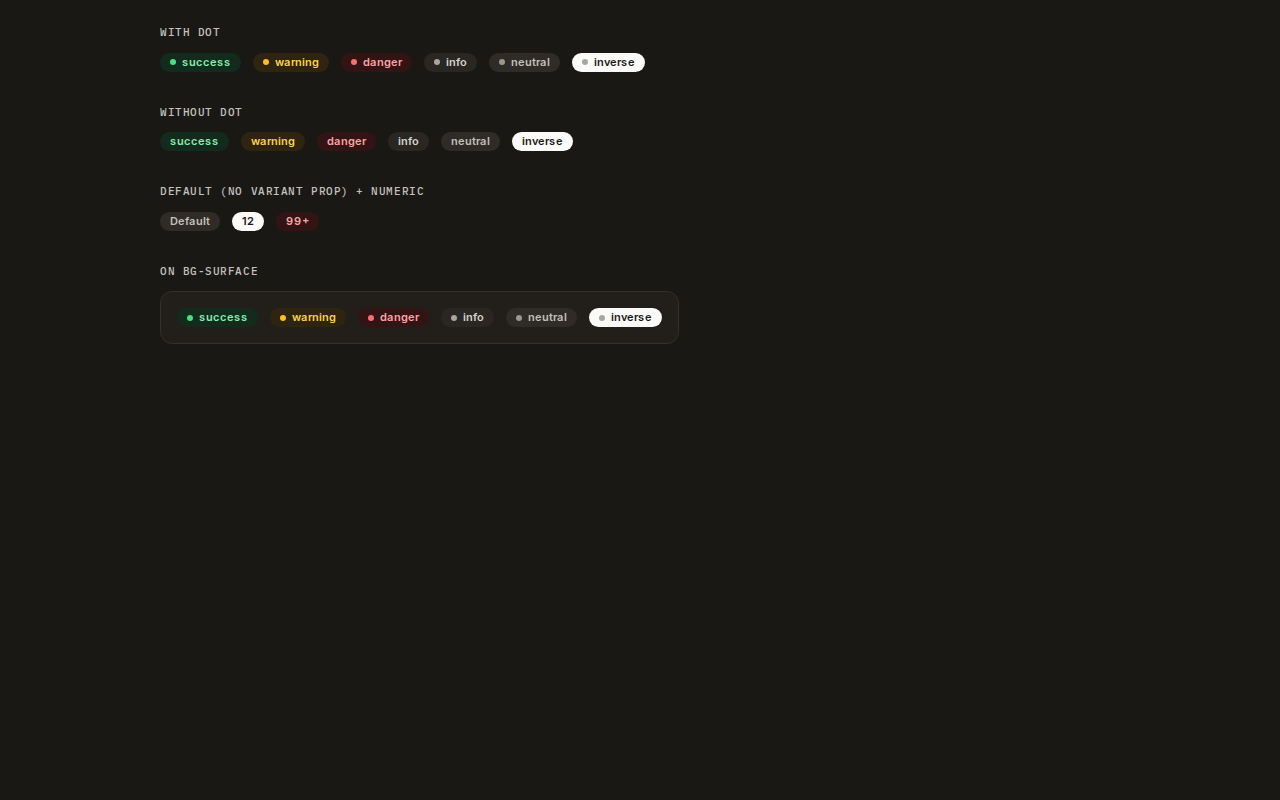 WITH DOT
success warning danger info neutral inverse
WITHOUT DOT
success warning danger info neutral inverse
DEFAULT (NO VARIANT PROP) + NUMERIC
Default 12 99+
ON BG-SURFACE
success warning danger info neutral inverse